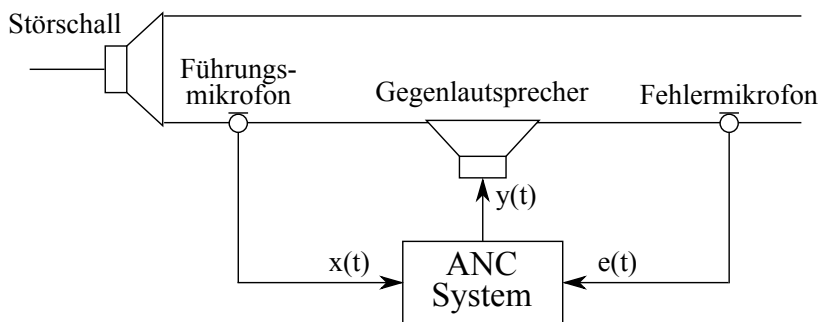 Störschall
Führungs-
mikrofon
Gegenlautsprecher
Fehlermikrofon
y(t)
x(t)
ANC
System
e(t)